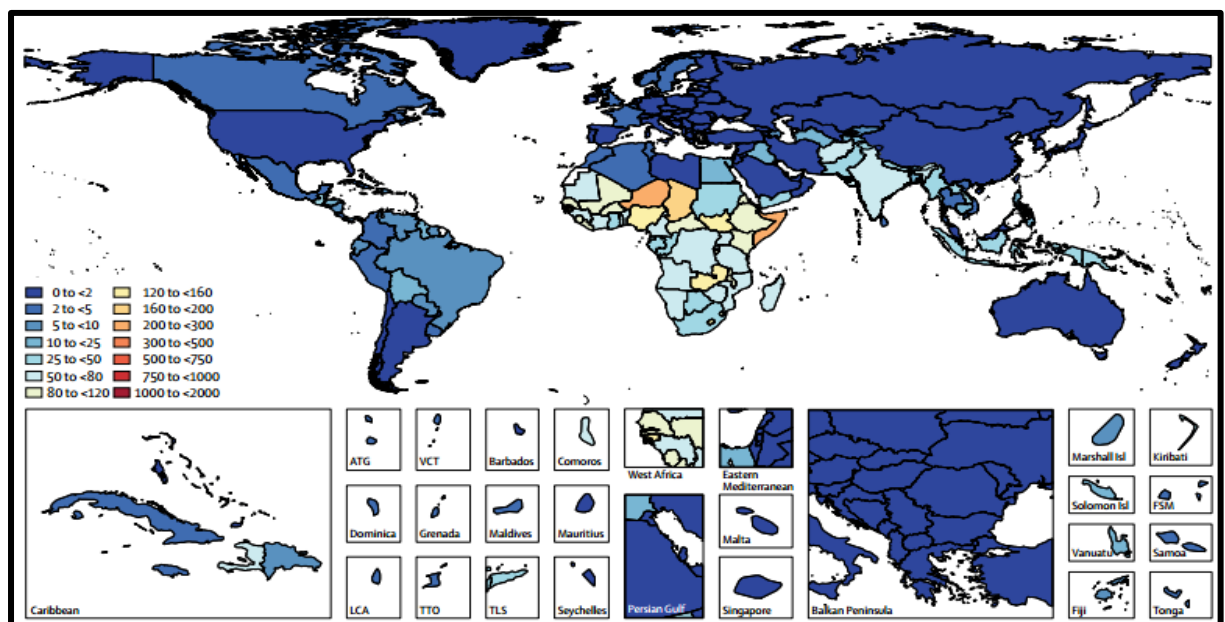 0 to <2
2 to <5
5 to <10
10 to <25
25 to <50
50 to <80
80 to <120
120 to <160
160 to <200
200 to <300
300 to <500
500 to <750
750 to <1000
1000 to <2000
Caribbean
ATG
VCT
Barbados
Comoros
Dominica
Grenada
Maldives
Mauritius
LCA
TTO
TLS
Seychelles
West Africa
Eastern
Mediterranean
Persian Gulf
Malta
Singapore
Balkan Peninsula
Marshall Isl
Kiribati
Solomon Isl
FSM
Vanuatu
Samoa
Fiji
Tonga